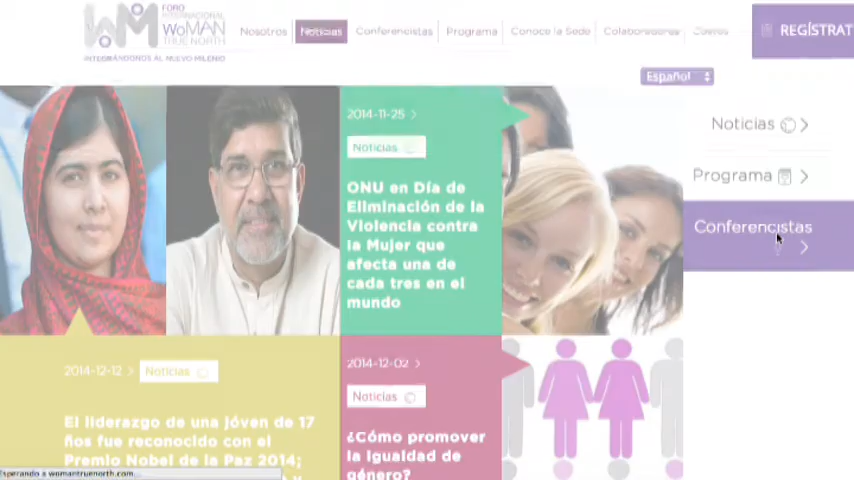 FORO
INTERNACIONAL
WoMAN
TRUE NORTH
INTEGRÁNDONOS AL NUEVO MILENIO
Nosotros
Noticias
Conferencistas
Programa
Conoce la Sede
Colaboradores
REGÍSTRAT
Español
2014-11-25 >
Noticias
ONU en Día de
Eliminación de la
Violencia contra
la Mujer que
afecta una de
cada tres en el
mundo
Noticias
Programa
Conferencistas
2014-12-12 >
Noticias
El liderazgo de una jóven de 17
ños fue reconocido con el
Premio Nobel de la Paz 2014;
2014-12-02 >
Noticias
¿Cómo promover
la igualdad de
género?
Esperando a womantruenorth.com...